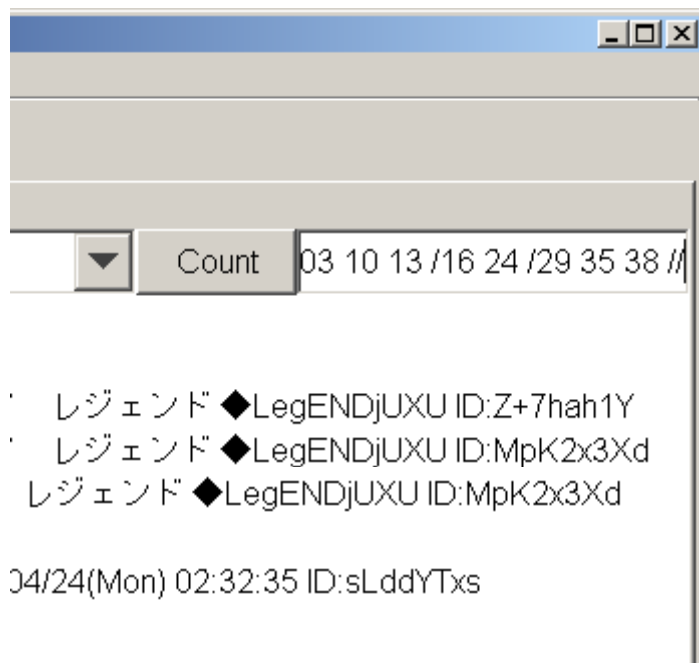 Count 03 10 13 /16 24 /29 35 38 //
レジェンド ◆LegENDjUXU ID:Z+7hah1Y
レジェンド ◆LegENDjUXU ID:MpK2x3Xd
レジェンド ◆LegENDjUXU ID:MpK2x3Xd
04/24(Mon) 02:32:35 ID:sLddYTxs